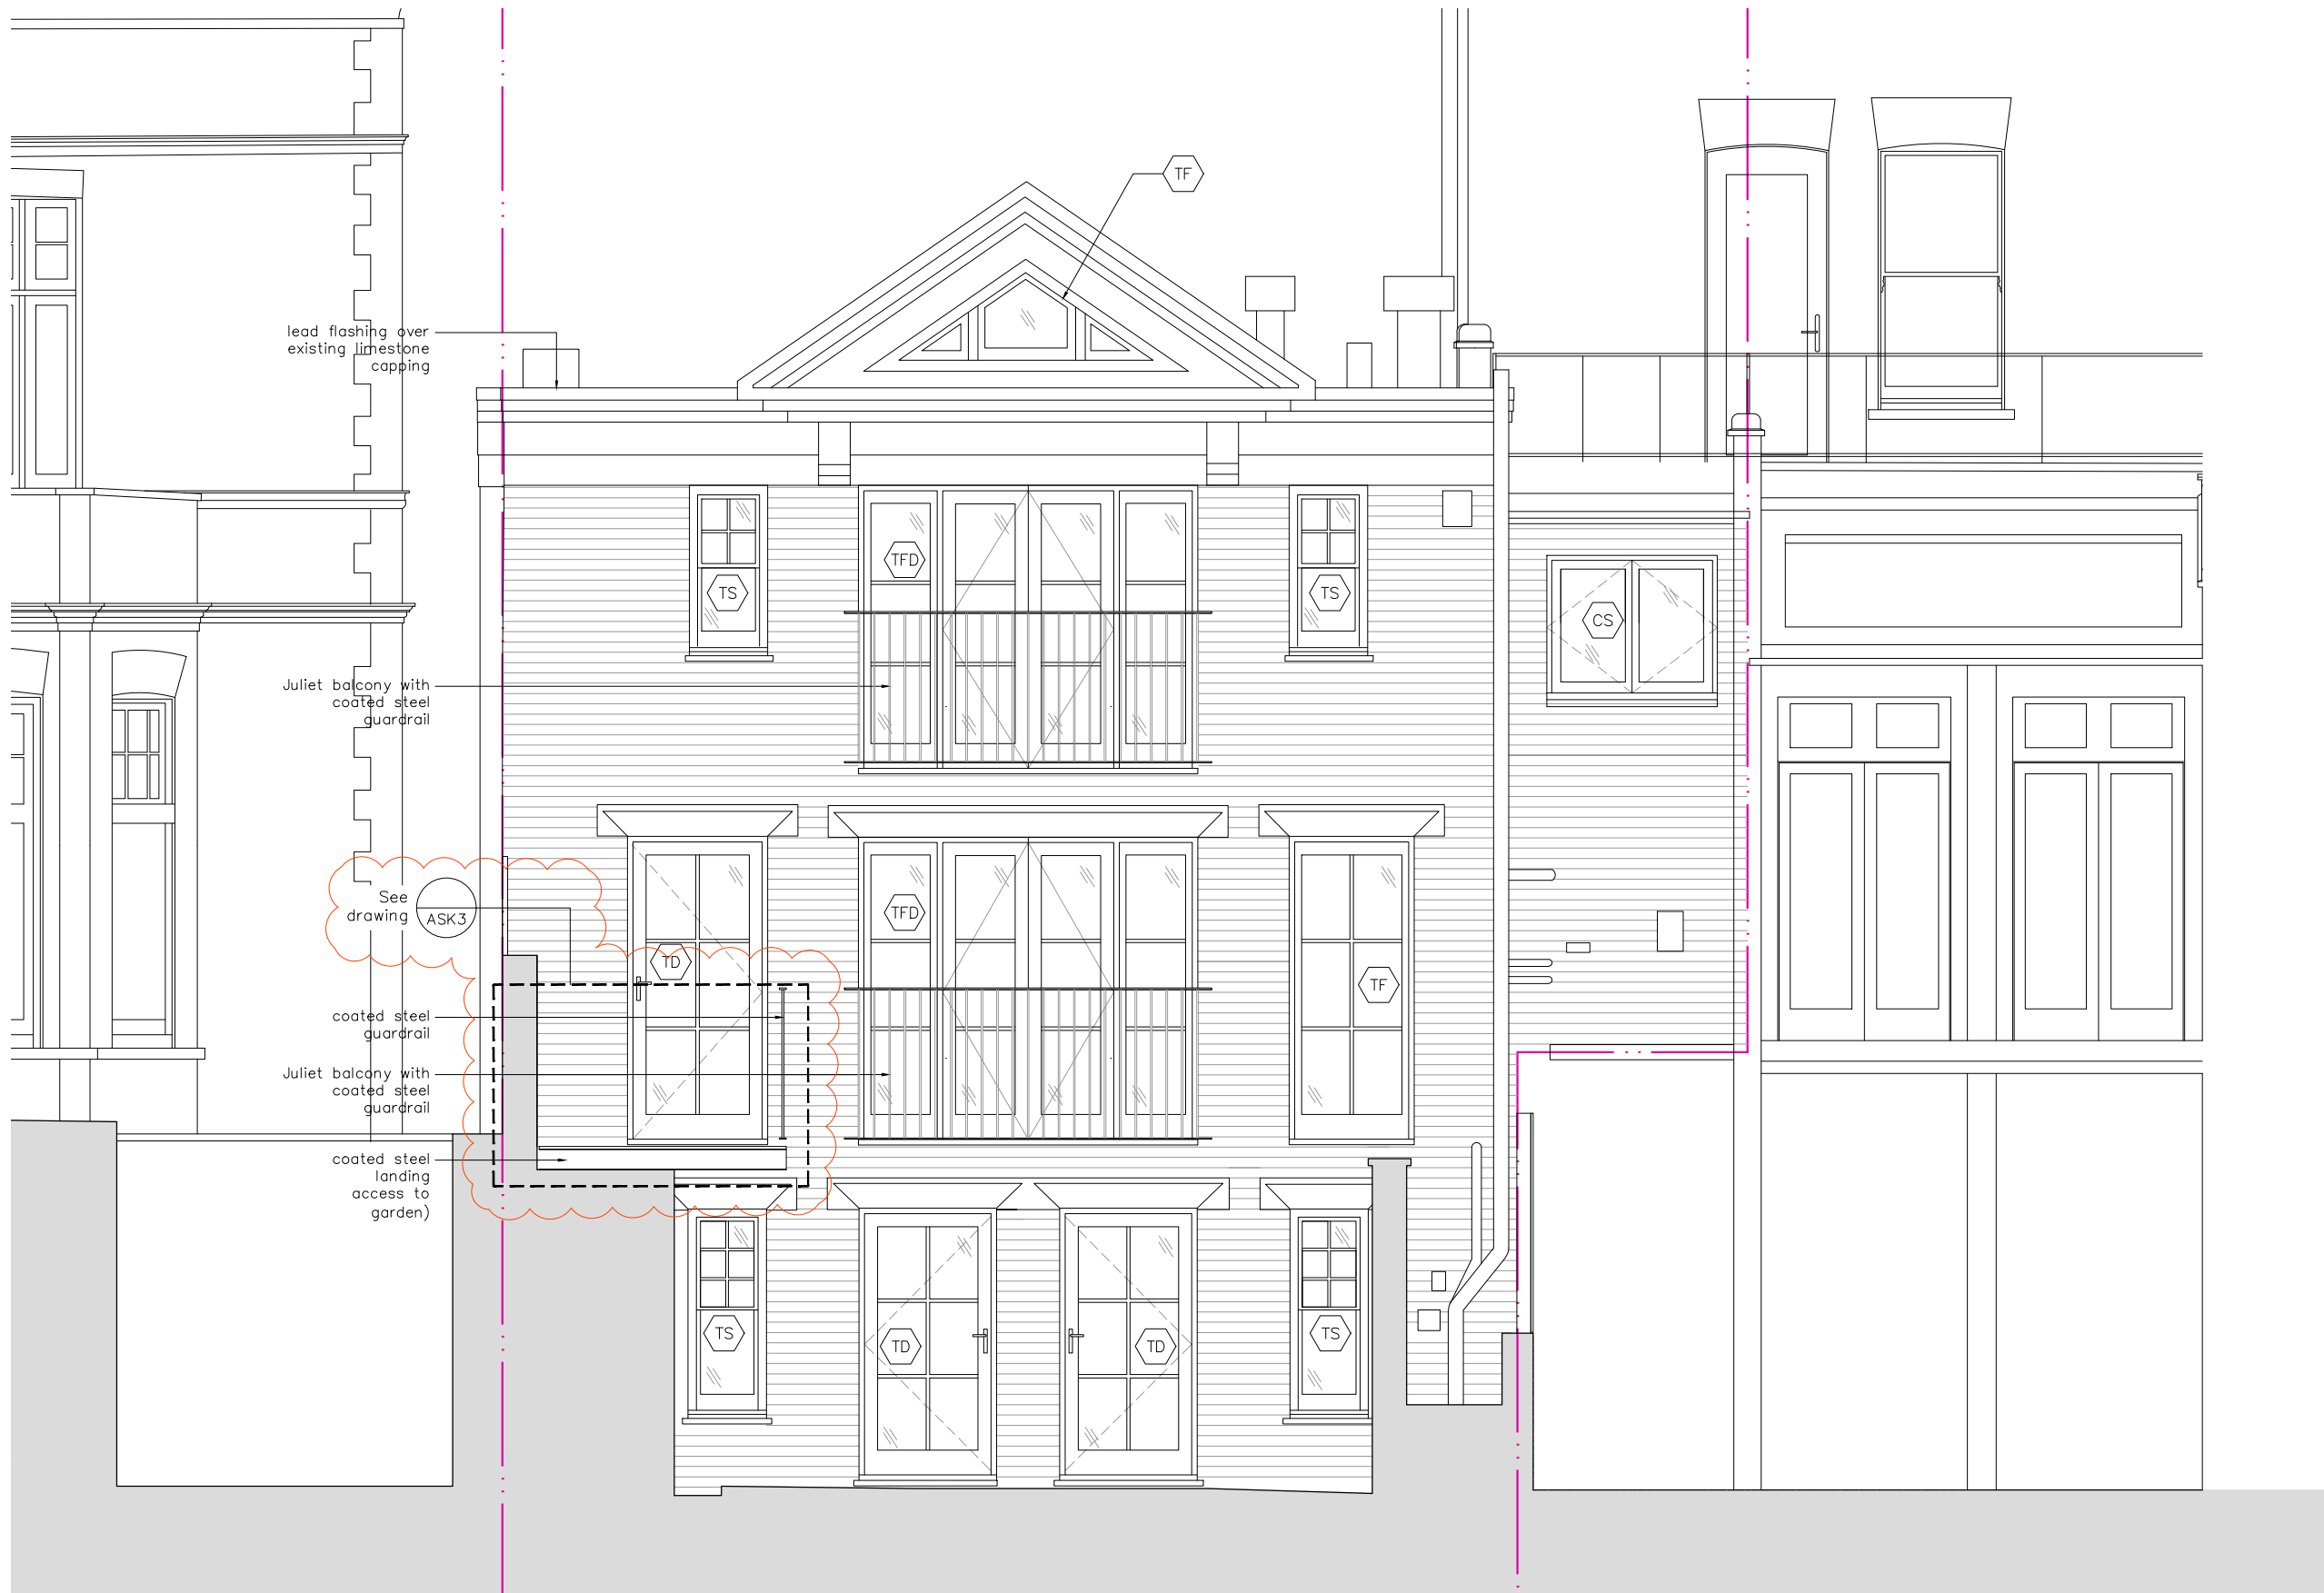 TF
lead flashing over
existing limestone
capping
TFD
TS
TS
CS
Juliet balcony with
coated steel
guardrail
See
drawing
ASK3
TFD
TD
TF
coated steel
guardrail
Juliet balcony with
coated steel
guardrail
coated steel
landing
access to
garden)
TS
TD
TD
TS